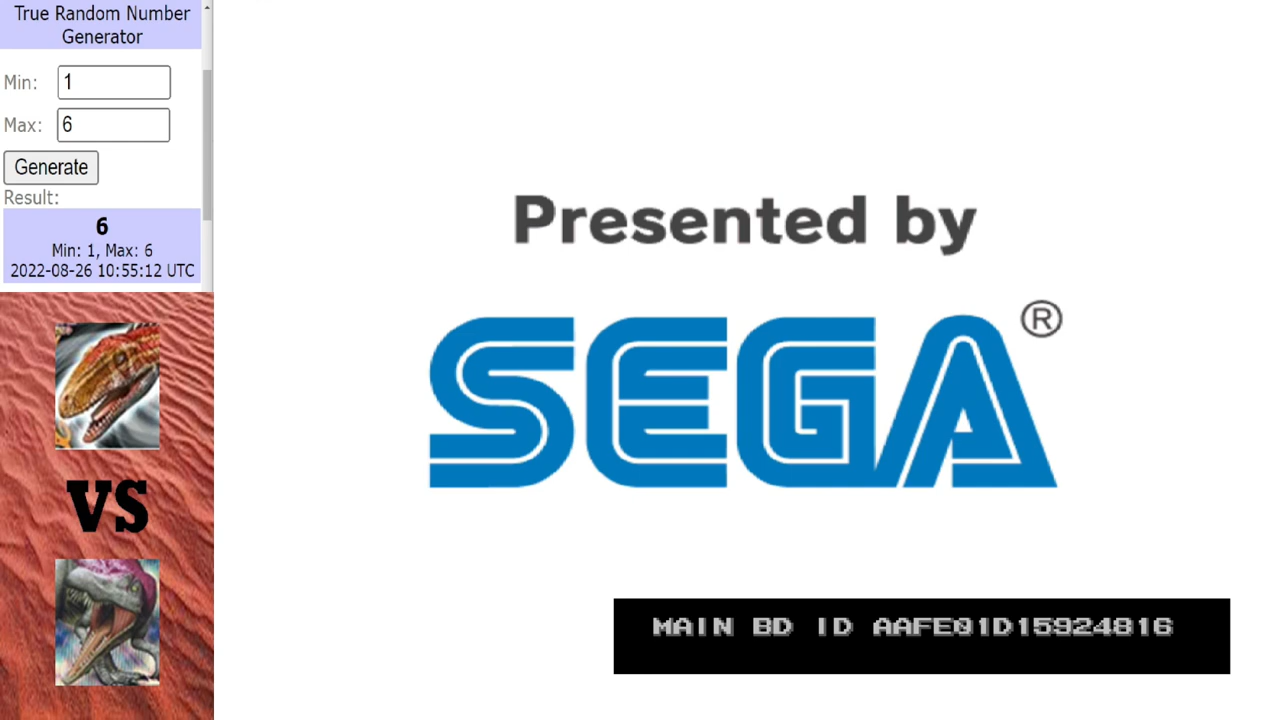 True Random Number
Generator
Min: 1
Max: 6
Generate
Result:
6
Min: 1, Max: 6
2022-08-26 10:55:12 UTC
VS
Presented by
SEGA®
MAIN BD ID AAFE01D15924816